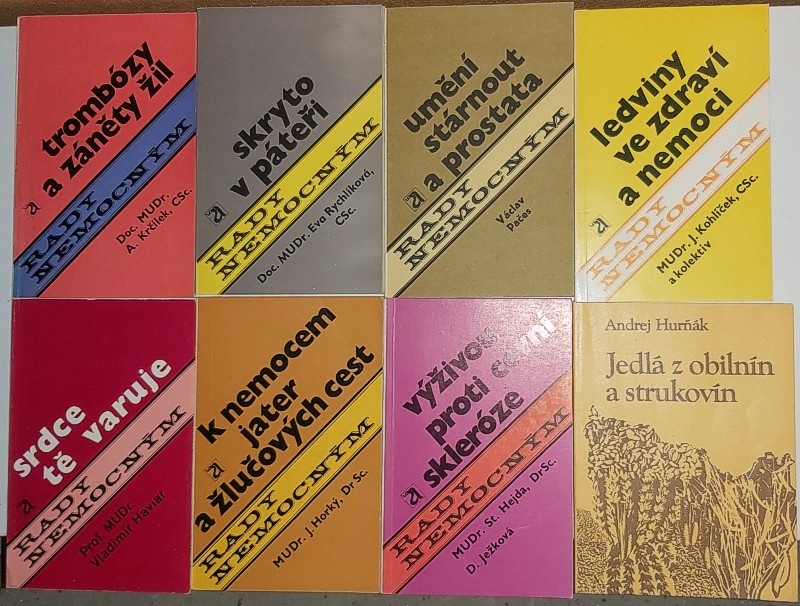 trombózy
a záněty žil
RADY
NEMOCNÝM
Doc. MUDr.
A. Krčílek, CSc.
skryto
v páteři
RADY
NEMOCNÝM
Doc. MUDr. Eva Rychlíková,
CSc.
umění
stárnout
a prostata
RADY
NEMOCNÝM
Václav
Pačes
ledviny
ve zdraví
a nemoci
RADY
NEMOCNÝM
MUDr. J. Kohlíček, CSc.
a kolektiv
srdce
tě varuje
RADY
NEMOCNÝM
Prof. MUDr.
Vladimír Haviar
k nemocem
jater
a žlučových cest
RADY
NEMOCNÝM
MUDr. J. Horký, DrSc.
výživou
proti cévní
skleróze
RADY
NEMOCNÝM
MUDr. St. Hejda, DrSc.
D. Ježková
Andrej Hurňák
Jedlá z obilnín
a strukovín